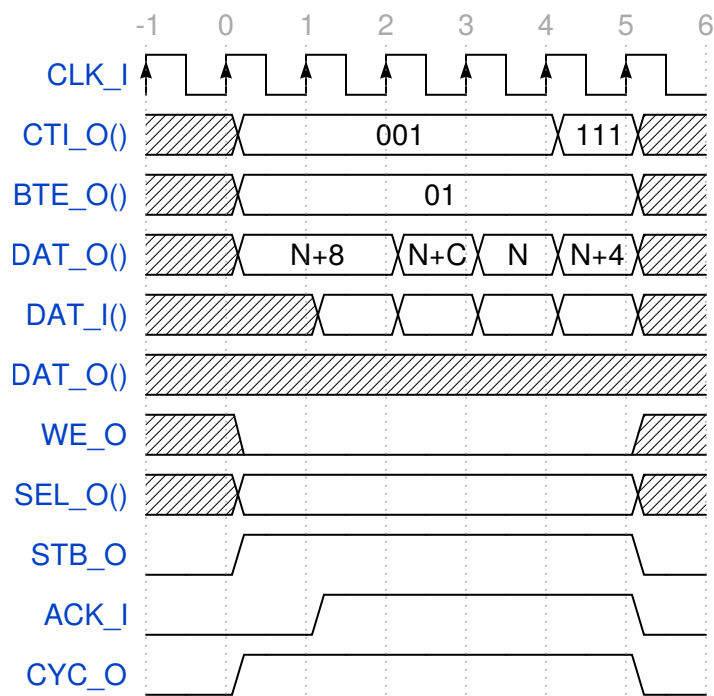 -1 0 1 2 3 4 5 6
CLK_I
CTI_O() 001 111
BTE_O() 01
DAT_O() N+8 N+C N N+4
DAT_I()
DAT_O()
WE_O
SEL_O()
STB_O
ACK_I
CYC_O